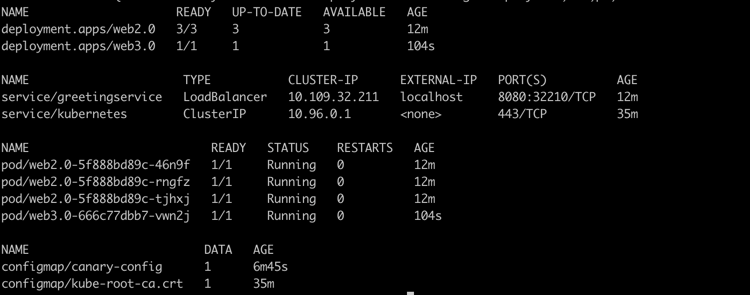 NAME READY UP-TO-DATE AVAILABLE AGE
deployment.apps/web2.0 3/3 3 3 12m
deployment.apps/web3.0 1/1 1 1 104s
NAME TYPE CLUSTER-IP EXTERNAL-IP PORT(S) AGE
service/greetingservice LoadBalancer 10.109.32.211 localhost 8080:32210/TCP 12m
service/kubernetes ClusterIP 10.96.0.1 <none> 443/TCP 35m
NAME READY STATUS RESTARTS AGE
pod/web2.0-5f888bd89c-46n9f 1/1 Running 0 12m
pod/web2.0-5f888bd89c-rngfz 1/1 Running 0 12m
pod/web2.0-5f888bd89c-tjhxj 1/1 Running 0 12m
pod/web3.0-666c77dbb7-vwn2j 1/1 Running 0 104s
NAME DATA AGE
configmap/canary-config 1 6m45s
configmap/kube-root-ca.crt 1 35m